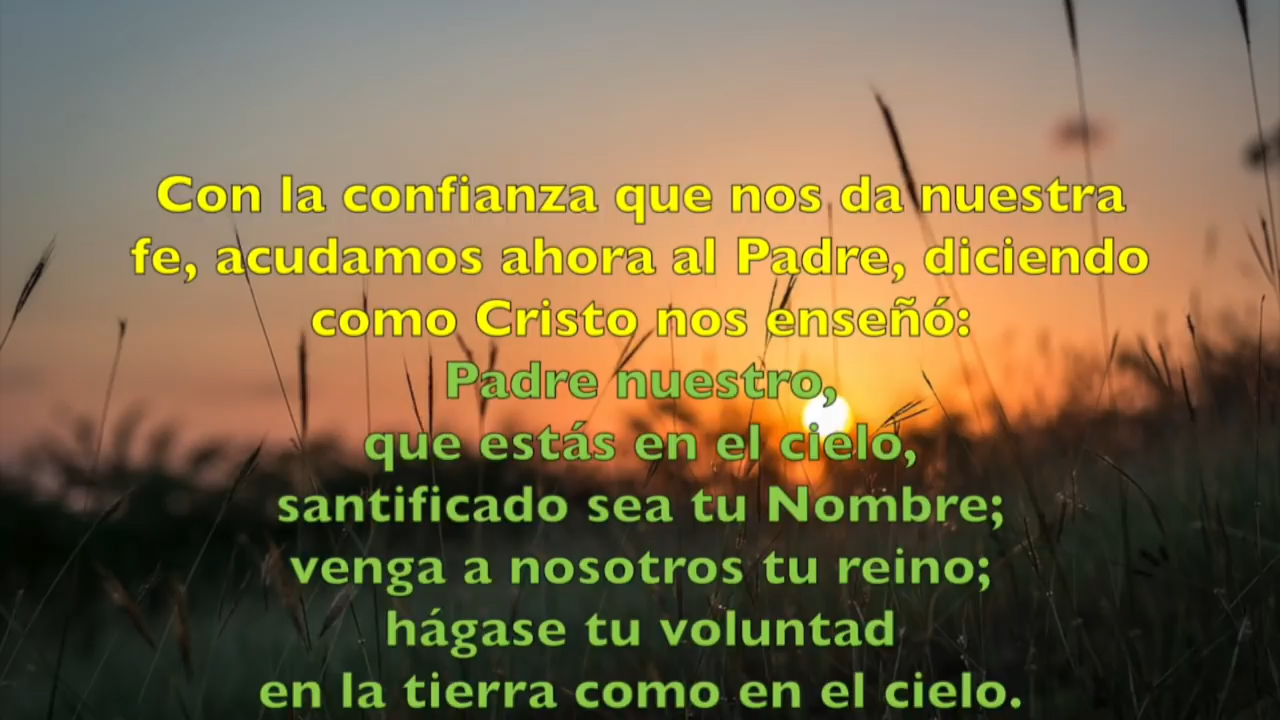 Con la confianza que nos da nuestra
fe, acudamos ahora al Padre, diciendo
como Cristo nos enseñó:
Padre nuestro,
que estás en el cielo,
santificado sea tu Nombre;
venga a nosotros tu reino;
hágase tu voluntad
en la tierra como en el cielo.